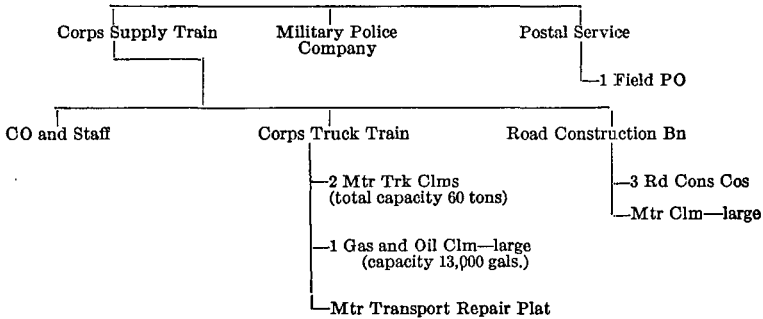 Corps Supply Train
Military Police
Company
Postal Service
1 Field PO
CO and Staff
Corps Truck Train
Road Construction Bn
2 Mtr Trk Clms
(total capacity 60 tons)
1 Gas and Oil Clm—large
(capacity 13,000 gals.)
Mtr Transport Repair Plat
3 Rd Cons Cos
Mtr Clm—large